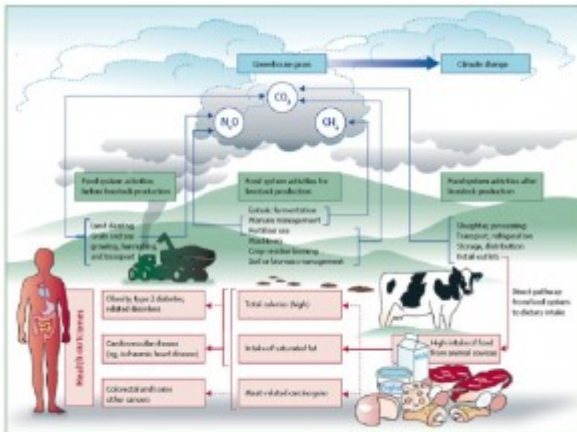 Greenhouse gases
Climate change
CO₂
N₂O
CH₄
Food system activities
before livestock production
Food system activities for
livestock production
Food system activities after
livestock production
Land clearing
Grain and soy
growing, harvesting,
and transport
Enteric fermentation
Manure management
Fertiliser use
Machinery
Crop-residue burning
Soil or biomass management
Slaughter, processing
Transport, refrigeration
Storage, distribution
Retail outlets
Direct pathway
from food system
to dietary intake
Health outcomes
Obesity, type 2 diabetes,
related disorders
Total calories (high)
Cardiovascular disease
(eg, ischaemic heart disease)
Intake of saturated fat
High intake of food
from animal sources
Colorectal and some
other cancers
Meat-related carcinogens